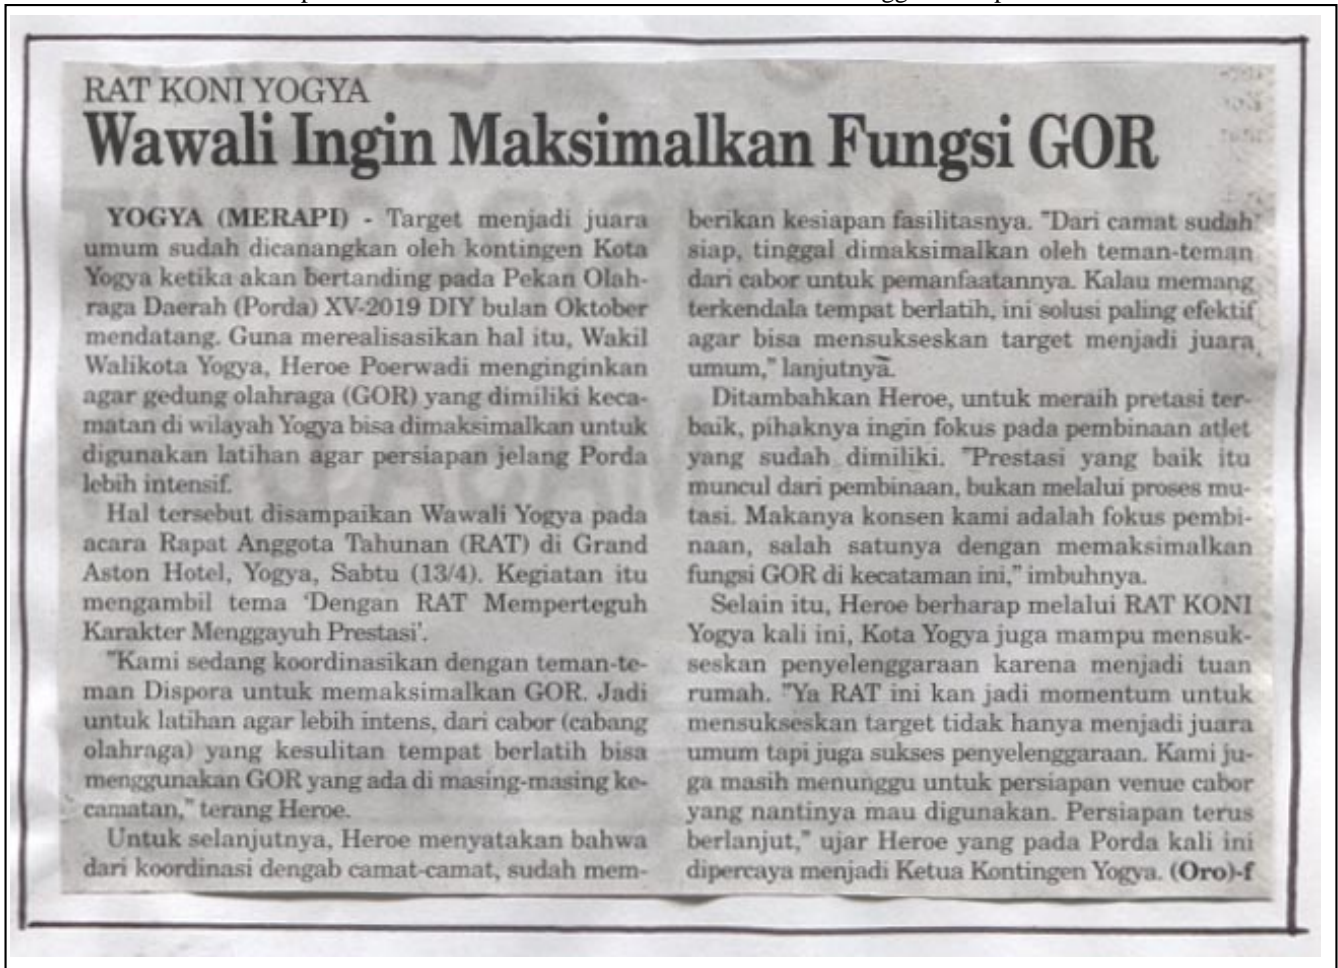 RAT KONI YOGYA
Wawali Ingin Maksimalkan Fungsi GOR
YOGYA (MERAPI) - Target menjadi juara
umum sudah dicanangkan oleh kontingen Kota
Yogya ketika akan bertanding pada Pekan Olah-
raga Daerah (Porda) XV-2019 DIY bulan Oktober
mendatang. Guna merealisasikan hal itu, Wakil
Walikota Yogya, Heroe Poerwadi menginginkan
agar gedung olahraga (GOR) yang dimiliki keca-
matan di wilayah Yogya bisa dimaksimalkan untuk
digunakan latihan agar persiapan jelang Porda
lebih intensif.
Hal tersebut disampaikan Wawali Yogya pada
acara Rapat Anggota Tahunan (RAT) di Grand
Aston Hotel, Yogya, Sabtu (13/4). Kegiatan itu
mengambil tema 'Dengan RAT Memperteguh
Karakter Menggayuh Prestasi'.
"Kami sedang koordinasikan dengan teman-te-
man Dispora untuk memaksimalkan GOR. Jadi
untuk latihan agar lebih intens, dari cabor (cabang
olahraga) yang kesulitan tempat berlatih bisa
menggunakan GOR yang ada di masing-masing ke-
camatan," terang Heroe.
Untuk selanjutnya, Heroe menyatakan bahwa
dari koordinasi dengab camat-camat, sudah mem-
berikan kesiapan fasilitasnya. "Dari camat sudah
siap, tinggal dimaksimalkan oleh teman-teman
dari cabor untuk pemanfaatannya. Kalau memang
terkendala tempat berlatih, ini solusi paling efektif
agar bisa mensukseskan target menjadi juara
umum," lanjutnya.
Ditambahkan Heroe, untuk meraih pretasi ter-
baik, pihaknya ingin fokus pada pembinaan atlet
yang sudah dimiliki. "Prestasi yang baik itu
muncul dari pembinaan, bukan melalui proses mu-
tasi. Makanya konsen kami adalah fokus pembi-
naan, salah satunya dengan memaksimalkan
fungsi GOR di kecataman ini," imbuhnya.
Selain itu, Heroe berharap melalui RAT KONI
Yogya kali ini, Kota Yogya juga mampu mensuk-
seskan penyelenggaraan karena menjadi tuan
rumah. "Ya RAT ini kan jadi momentum untuk
mensukseskan target tidak hanya menjadi juara
umum tapi juga sukses penyelenggaraan. Kami ju-
ga masih menunggu untuk persiapan venue cabor
yang nantinya mau digunakan. Persiapan terus
berlanjut," ujar Heroe yang pada Porda kali ini
dipercaya menjadi Ketua Kontingen Yogya. (Oro)-f